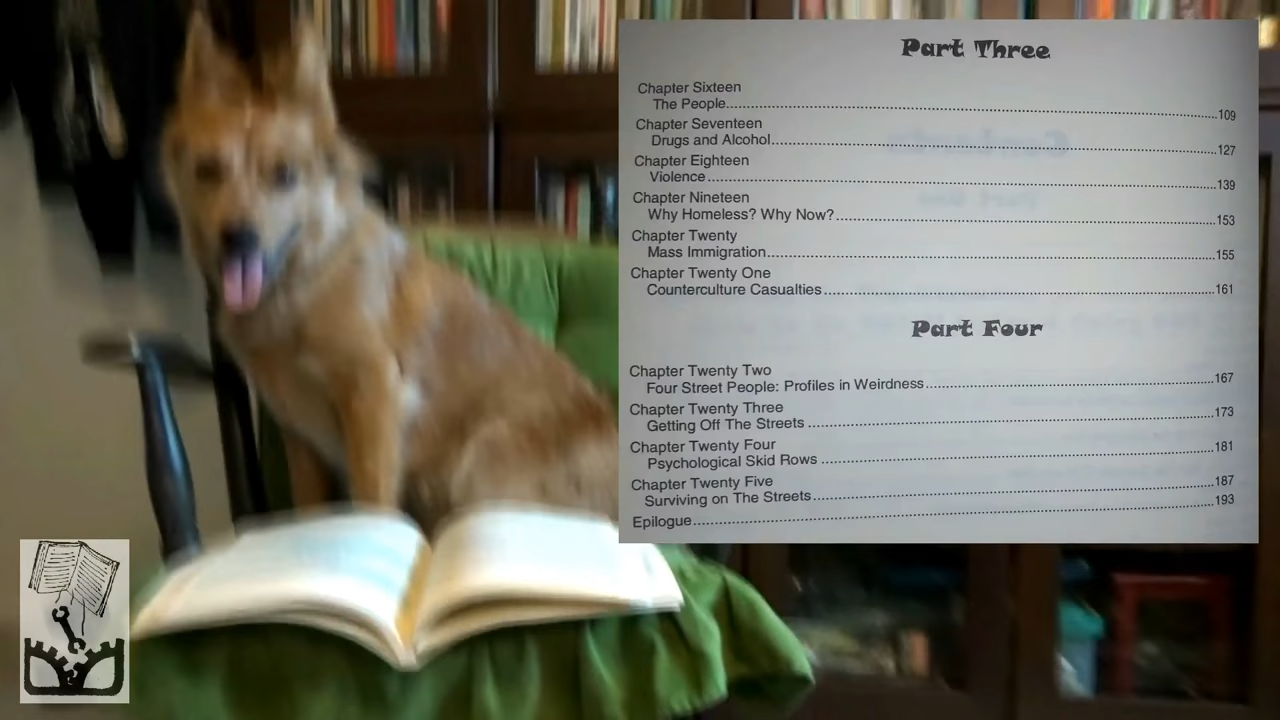 Part Three
Chapter Sixteen
The People........109
Chapter Seventeen
Drugs and Alcohol........127
Chapter Eighteen
Violence........139
Chapter Nineteen
Why Homeless? Why Now?........153
Chapter Twenty
Mass Immigration........155
Chapter Twenty One
Counterculture Casualties........161
Part Four
Chapter Twenty Two
Four Street People: Profiles in Weirdness........167
Chapter Twenty Three
Getting Off The Streets........173
Chapter Twenty Four
Psychological Skid Rows........181
Chapter Twenty Five
Surviving on The Streets........187
Epilogue........193